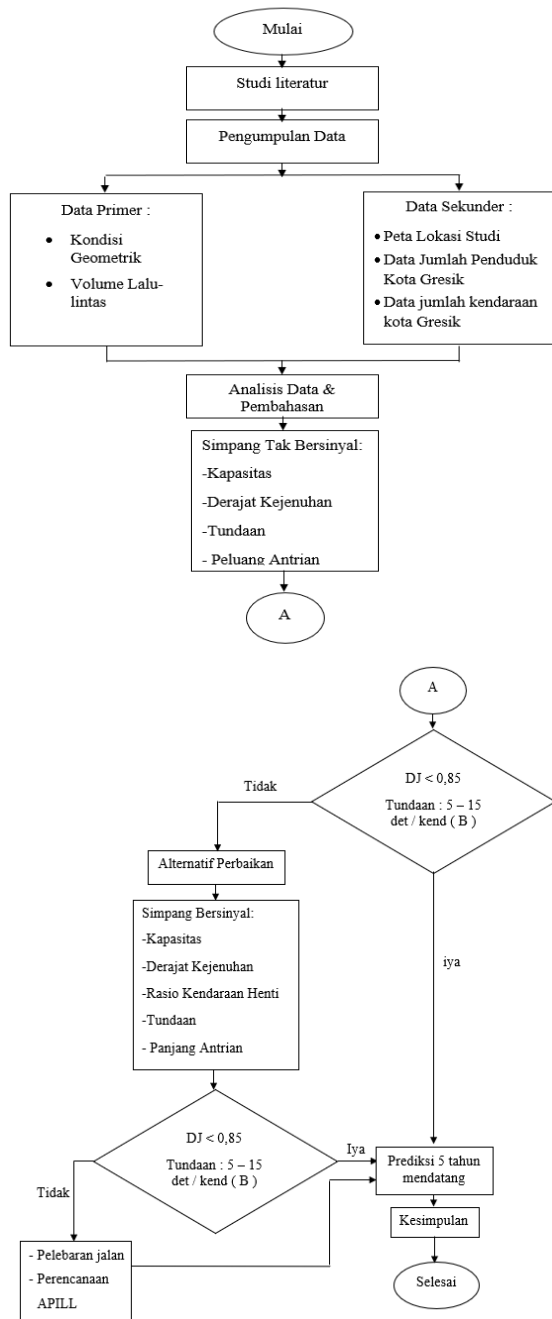 Mulai
Studi literatur
Pengumpulan Data
Data Primer :
• Kondisi
Geometrik
• Volume Lalu-
lintas
Data Sekunder :
• Peta Lokasi Studi
• Data Jumlah Penduduk
Kota Gresik
• Data jumlah kendaraan
kota Gresik
Analisis Data &
Pembahasan
Simpang Tak Bersinyal:
-Kapasitas
-Derajat Kejenuhan
-Tundaan
- Peluang Antrian
A
A
DJ < 0,85
Tundaan : 5 – 15
det / kend ( B )
Tidak
iya
Alternatif Perbaikan
Simpang Bersinyal:
-Kapasitas
-Derajat Kejenuhan
-Rasio Kendaraan Henti
-Tundaan
- Panjang Antrian
DJ < 0,85
Tundaan : 5 – 15
det / kend ( B )
Iya
Tidak
Prediksi 5 tahun
mendatang
- Pelebaran jalan
- Perencanaan
APILL
Kesimpulan
Selesai